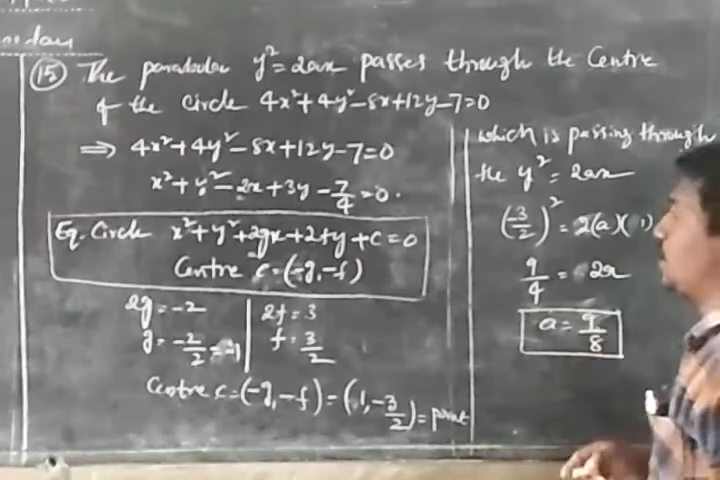 (15) The parabola y² = 2ax passes through the Centre
of the circle 4x²+4y²-8x+12y-7=0
⇒ 4x²+4y²-8x+12y-7=0
x²+y²-2x+3y-7/4=0.
Eq. Circle x²+y²+2gx+2fy+c=0
Centre c=(-g,-f)
2g=-2
g=-2/2=-1
2f=3
f=3/2
Centre c=(-g,-f)=(1,-3/2)=point
which is passing through
the y²=2ax
(-3/2)²=2(a)(1)
9/4=2a
a=9/8